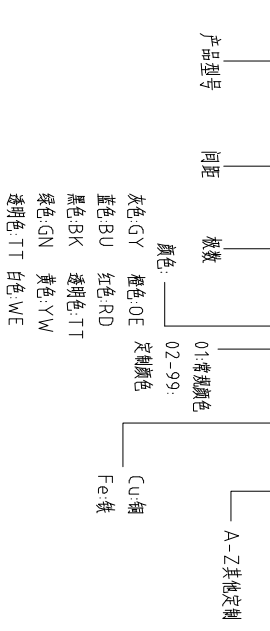 产品型号
间距
极数
颜色:
灰色:GY 橙色:OE
蓝色:BU 红色:RD
黑色:BK 透明色:TT
绿色:GN 黄色:YW
透明色:TT 白色:WE
01:常规颜色
02-99:
定制颜色
Cu:铜
Fe:铁
A-Z其他定制